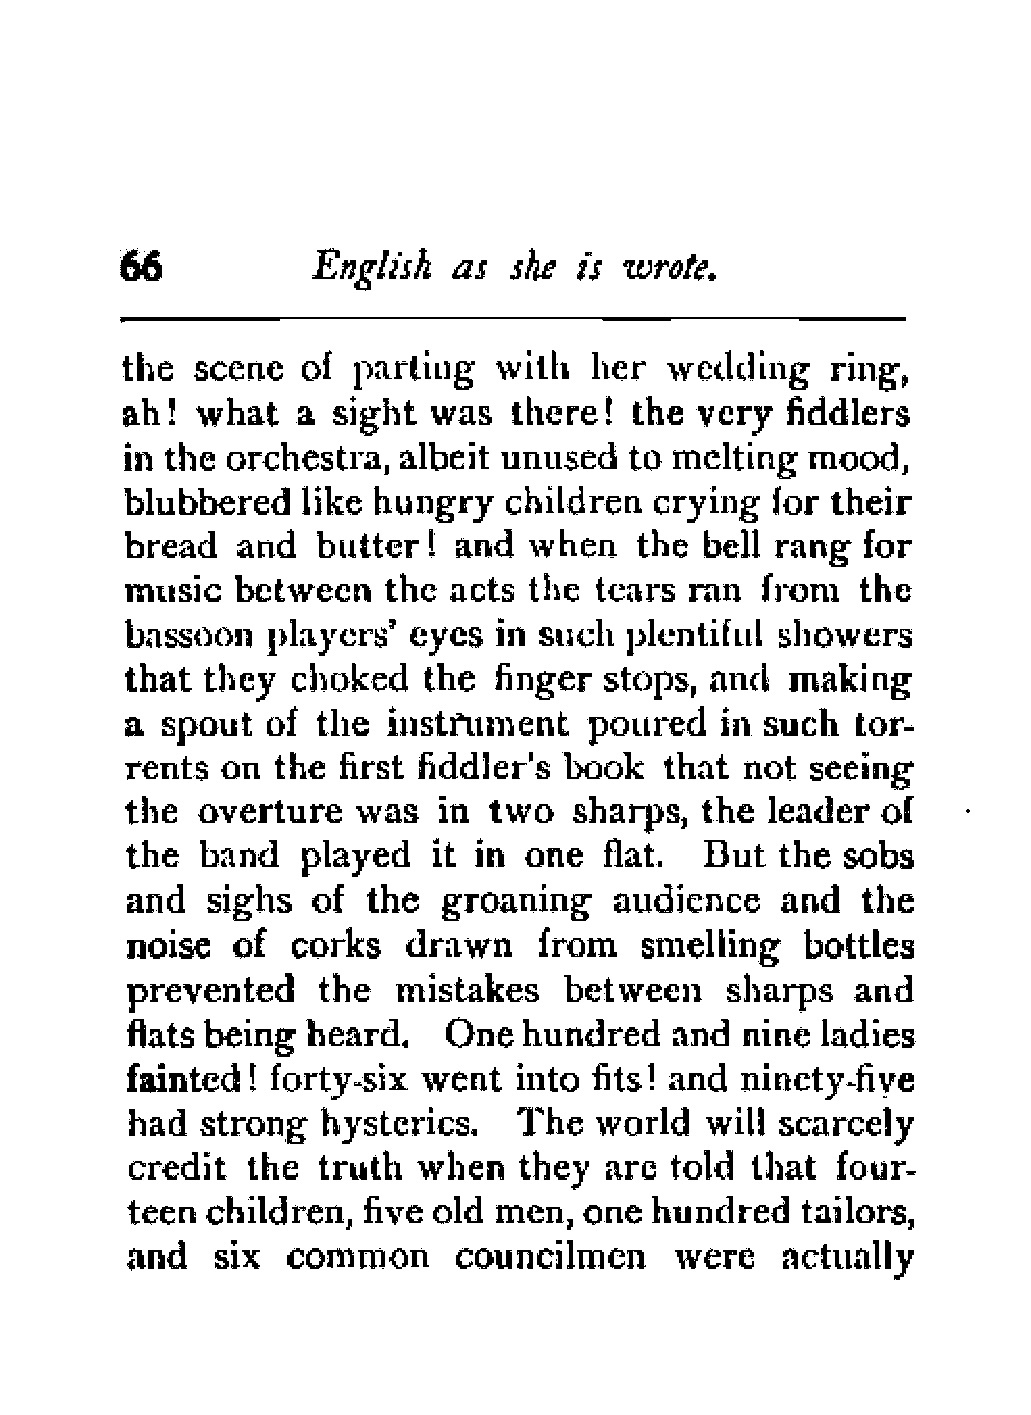 66 English as she is wrote.
the scene of parting with her wedding ring,
ah! what a sight was there! the very fiddlers
in the orchestra, albeit unused to melting mood,
blubbered like hungry children crying for their
bread and butter! and when the bell rang for
music between the acts the tears ran from the
bassoon players' eyes in such plentiful showers
that they choked the finger stops, and making
a spout of the instrument poured in such tor-
rents on the first fiddler's book that not seeing
the overture was in two sharps, the leader of
the band played it in one flat. But the sobs
and sighs of the groaning audience and the
noise of corks drawn from smelling bottles
prevented the mistakes between sharps and
flats being heard. One hundred and nine ladies
fainted! forty-six went into fits! and ninety-five
had strong hysterics. The world will scarcely
credit the truth when they are told that four-
teen children, five old men, one hundred tailors,
and six common councilmen were actually